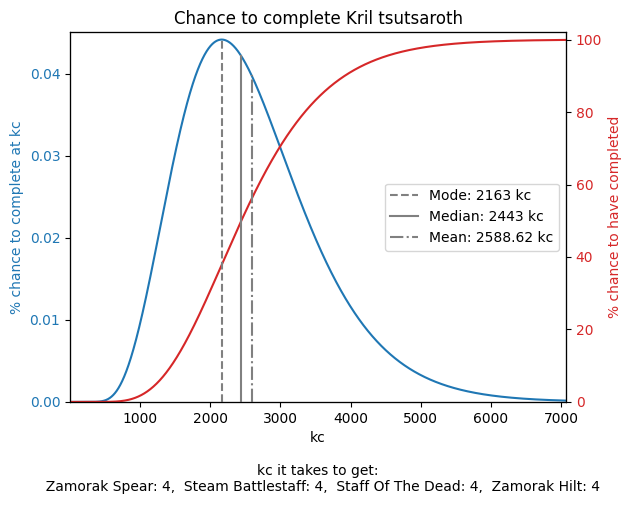 Chance to complete Kril tsutsaroth
% chance to complete at kc
0.04
0.03
0.02
0.01
0.00
100
80
60
40
20
0
% chance to have completed
Mode: 2163 kc
Median: 2443 kc
Mean: 2588.62 kc
1000 2000 3000 4000 5000 6000 7000
kc
kc it takes to get:
Zamorak Spear: 4,  Steam Battlestaff: 4,  Staff Of The Dead: 4,  Zamorak Hilt: 4